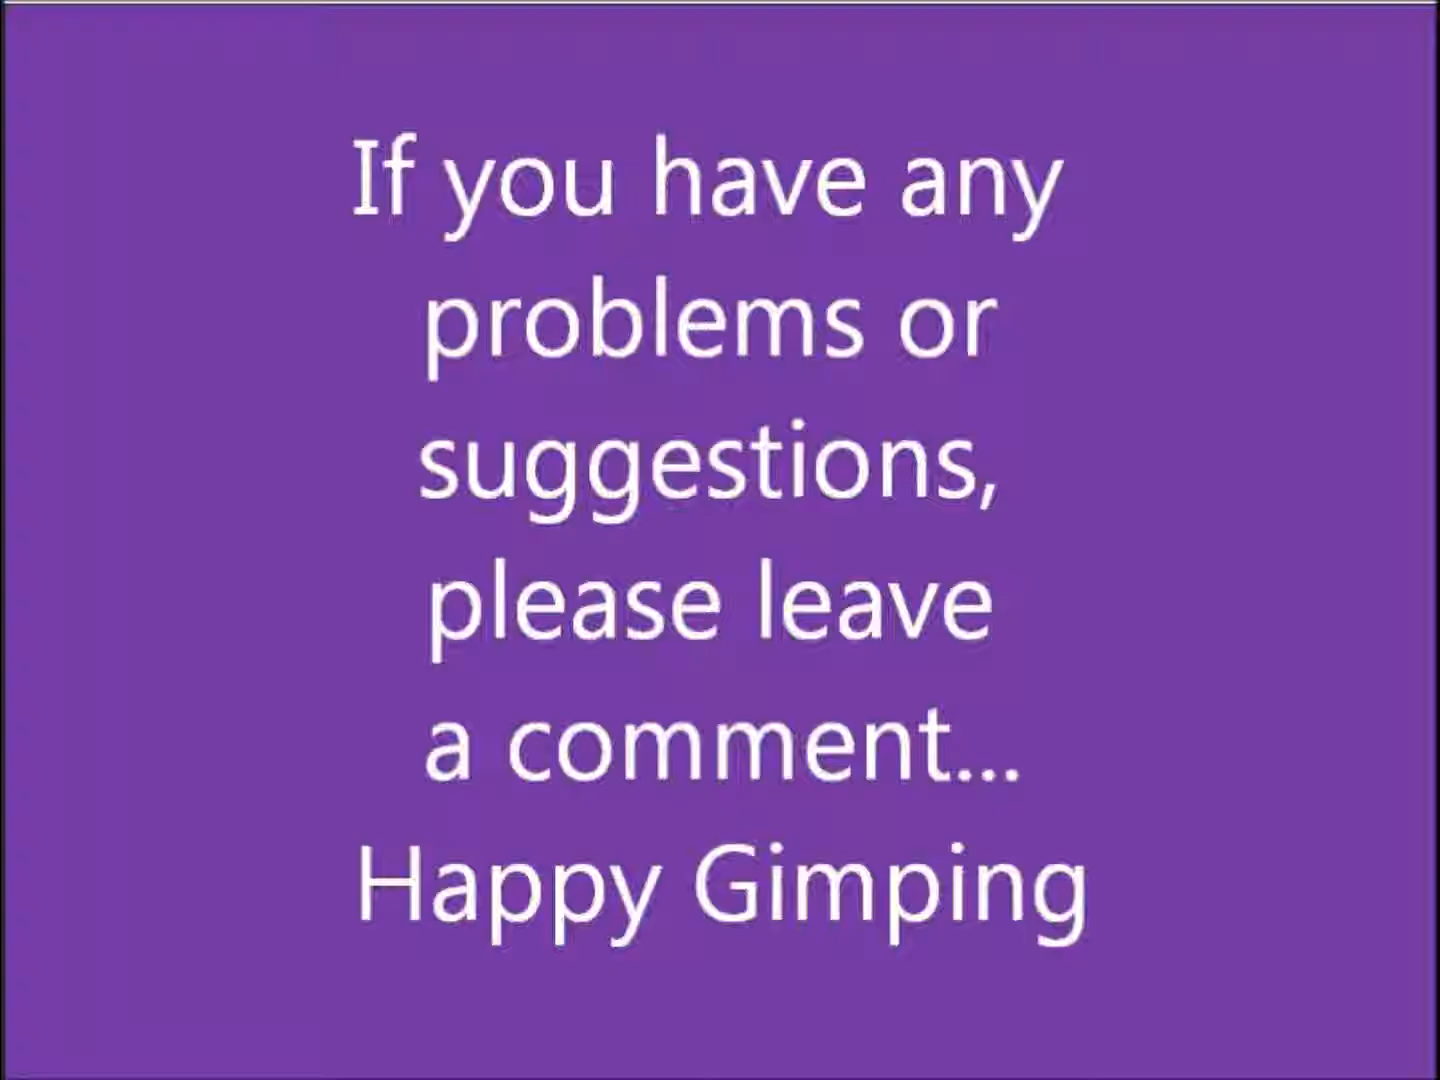 If you have any
problems or
suggestions,
please leave
a comment...
Happy Gimping